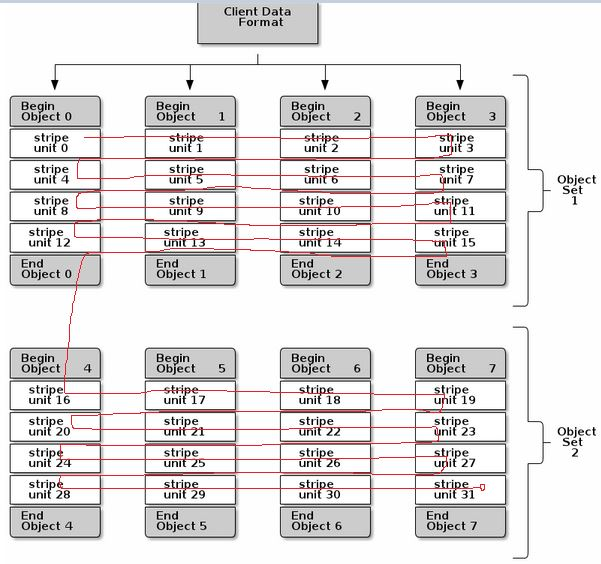 Client Data
Format
Begin
Object 0
Begin 1
Object
Begin 2
Object
Begin 3
Object
stripe
unit 0
stripe
unit 1
stripe
unit 2
stripe
unit 3
stripe
unit 4
stripe
unit 5
stripe
unit 6
stripe
unit 7
stripe
unit 8
stripe
unit 9
stripe
unit 10
stripe
unit 11
stripe
unit 12
stripe
unit 13
stripe
unit 14
stripe
unit 15
End
Object 0
End
Object 1
End
Object 2
End
Object 3
Object
Set
1
Begin
Object 4
Begin
Object 5
Begin
Object 6
Begin
Object 7
stripe
unit 16
stripe
unit 17
stripe
unit 18
stripe
unit 19
stripe
unit 20
stripe
unit 21
stripe
unit 22
stripe
unit 23
stripe
unit 24
stripe
unit 25
stripe
unit 26
stripe
unit 27
stripe
unit 28
stripe
unit 29
stripe
unit 30
stripe
unit 31
End
Object 4
End
Object 5
End
Object 6
End
Object 7
Object
Set
2